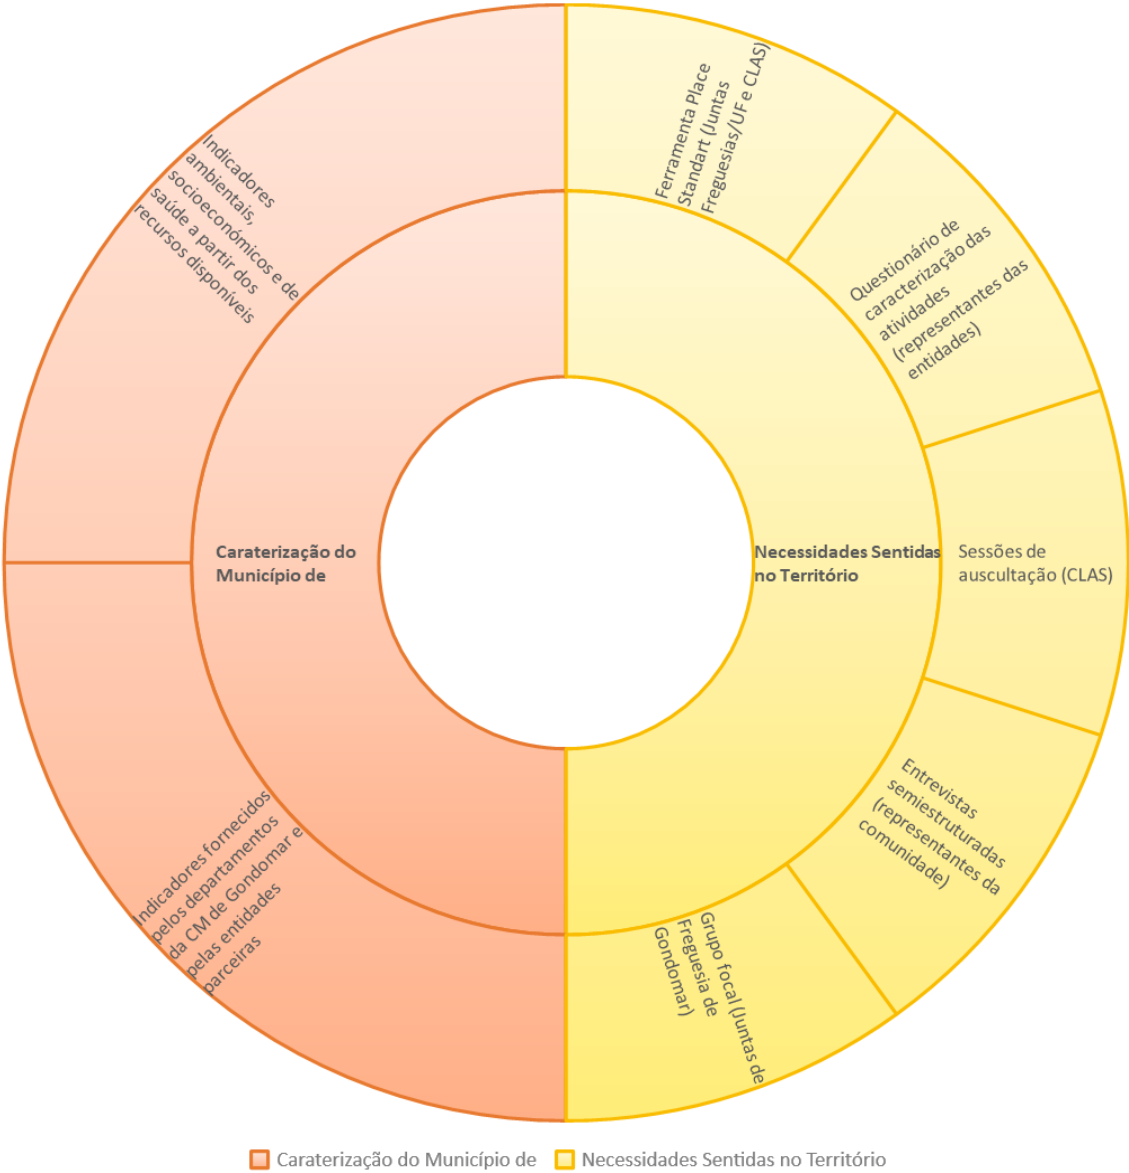 Ferramenta Place
Standart (Juntas
Freguesias/UF e CLAS)
Questionário de
caracterização das
atividades
(representantes das
entidades)
Sessões de
auscultação (CLAS)
Entrevistas
semiestruturadas
(representantes da
comunidade)
Grupo focal (Juntas de
Freguesia de
Gondomar)
Indicadores fornecidos
pelos departamentos
da CM de Gondomar e
pelas entidades
parceiras
Indicadores
ambientais,
socioeconómicos e de
saúde a partir dos
recursos disponíveis
Caraterização do
Município de
Necessidades Sentidas
no Território
Caraterização do Município de
Necessidades Sentidas no Território